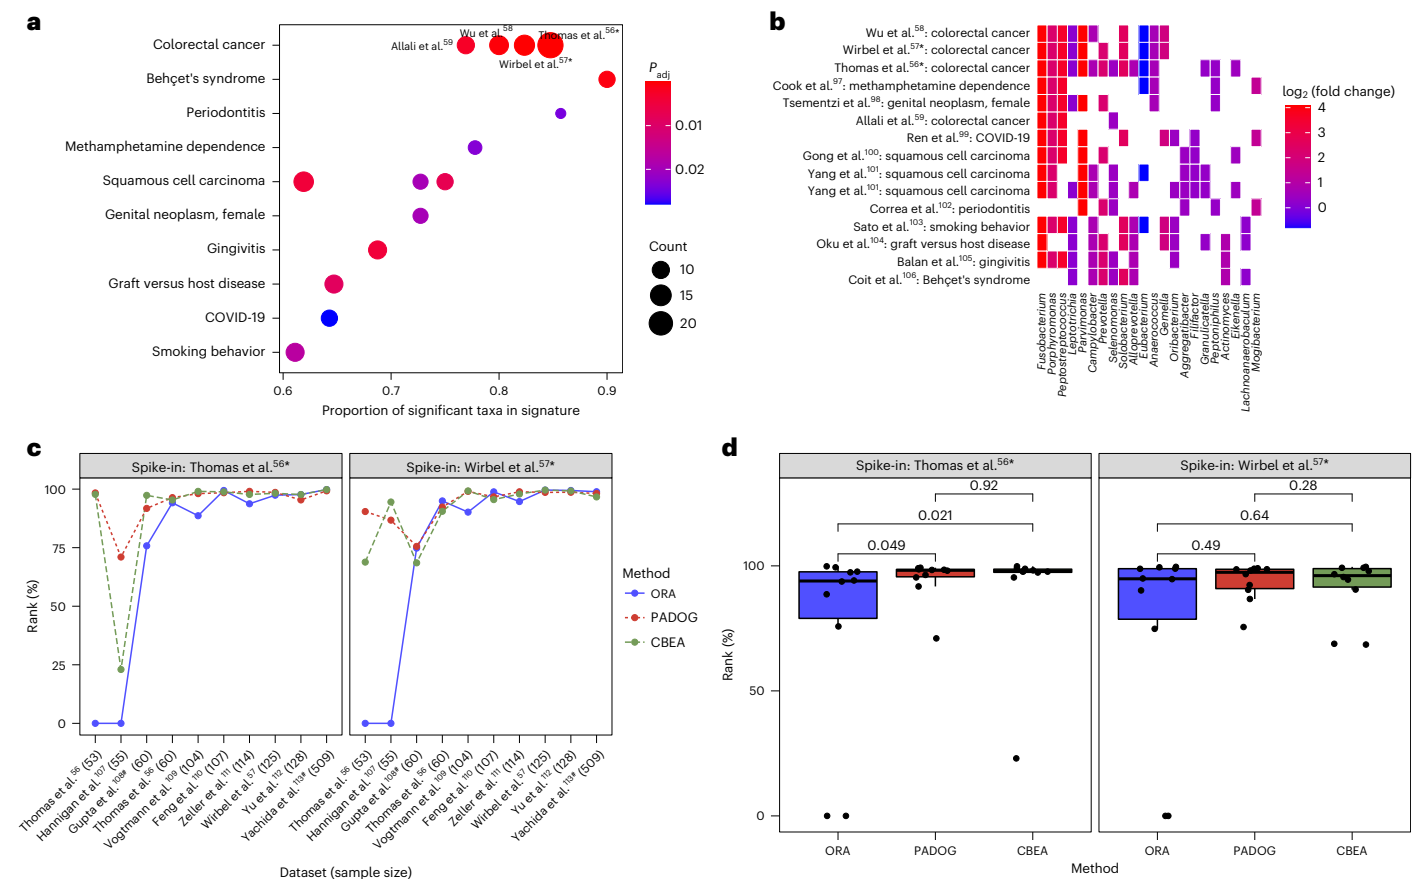 a
Colorectal cancer
Behçet's syndrome
Periodontitis
Methamphetamine dependence
Squamous cell carcinoma
Genital neoplasm, female
Gingivitis
Graft versus host disease
COVID-19
Smoking behavior
Allali et al.59
Wu et al.58
Thomas et al.56*
Wirbel et al.57*
0.6 0.7 0.8 0.9
Proportion of significant taxa in signature
Padj
0.01
0.02
Count
10
15
20
b
Wu et al.58: colorectal cancer
Wirbel et al.57*: colorectal cancer
Thomas et al.56*: colorectal cancer
Cook et al.97: methamphetamine dependence
Tsementzi et al.98: genital neoplasm, female
Allali et al.59: colorectal cancer
Ren et al.99: COVID-19
Gong et al.100: squamous cell carcinoma
Yang et al.101: squamous cell carcinoma
Yang et al.101: squamous cell carcinoma
Correa et al.102: periodontitis
Sato et al.103: smoking behavior
Oku et al.104: graft versus host disease
Balan et al.105: gingivitis
Coit et al.106: Behçet's syndrome
Fusobacterium
Porphyromonas
Peptostreptococcus
Leptotrichia
Parvimonas
Campylobacter
Prevotella
Selenomonas
Solobacterium
Alloprevotella
Eubacterium
Anaerococcus
Gemella
Oribacterium
Aggregatibacter
Filifactor
Granulicatella
Peptoniphilus
Actinomyces
Eikenella
Lachnoanaerobaculum
Mogibacterium
log2 (fold change)
4
3
2
1
0
c
Spike-in: Thomas et al.56*
Spike-in: Wirbel et al.57*
Rank (%)
100
75
50
25
0
Thomas et al.56 (53)
Hannigan et al.107 (55)
Gupta et al.108# (60)
Thomas et al.56 (60)
Vogtmann et al.109 (104)
Feng et al.110 (107)
Zeller et al.111 (114)
Wirbel et al.57 (125)
Yu et al.112 (128)
Yachida et al.113# (509)
Thomas et al.56 (53)
Hannigan et al.107 (55)
Gupta et al.108# (60)
Thomas et al.56 (60)
Vogtmann et al.109 (104)
Feng et al.110 (107)
Zeller et al.111 (114)
Wirbel et al.57 (125)
Yu et al.112 (128)
Yachida et al.113# (509)
Dataset (sample size)
Method
ORA
PADOG
CBEA
d
Spike-in: Thomas et al.56*
Spike-in: Wirbel et al.57*
0.92
0.021
0.049
0.28
0.64
0.49
Rank (%)
100
50
0
ORA PADOG CBEA
ORA PADOG CBEA
Method